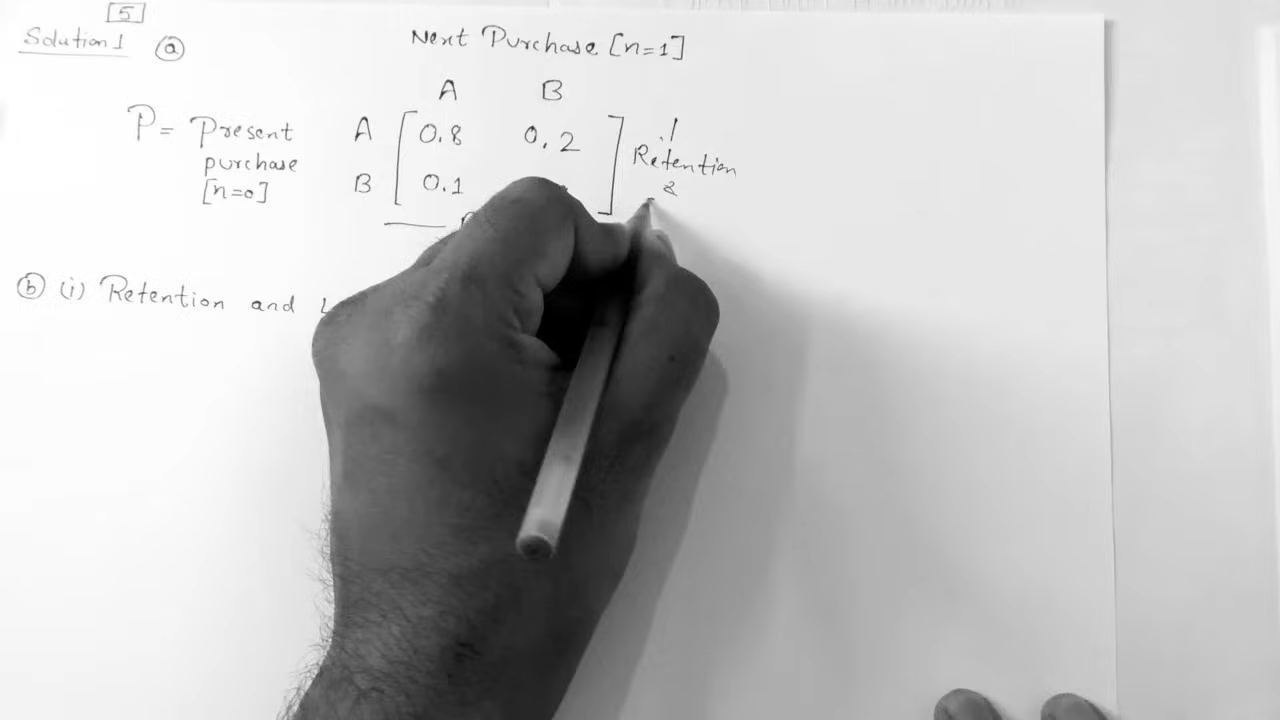 5
Solution 1 (a)
Next Purchase [n=1]
A B
P = Present A [0.8 0.2] Retention
purchase B 0.1 &
[n=0]
(b) (i) Retention and